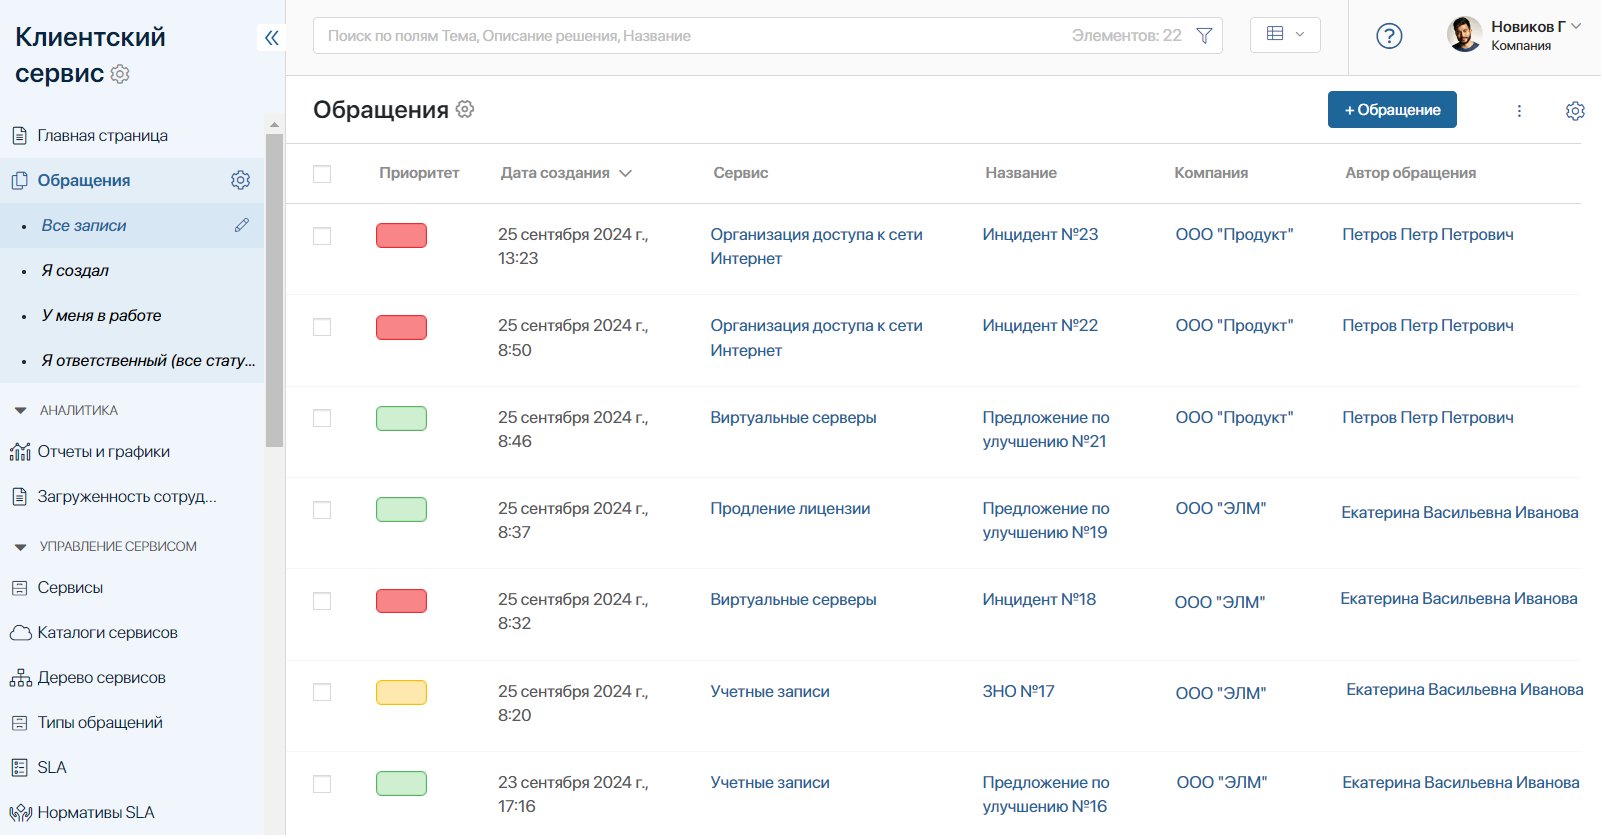 Клиентский
сервис
Главная страница
Обращения
Все записи
Я создал
У меня в работе
Я ответственный (все стату...
АНАЛИТИКА
Отчеты и графики
Загруженность сотруд...
УПРАВЛЕНИЕ СЕРВИСОМ
Сервисы
Каталоги сервисов
Дерево сервисов
Типы обращений
SLA
Нормативы SLA
Поиск по полям Тема, Описание решения, Название
Элементов: 22
?
Новиков Г
Компания
Обращения
+ Обращение
Приоритет Дата создания Сервис Название Компания Автор обращения
25 сентября 2024 г., Организация доступа к сети Инцидент №23 ООО "Продукт" Петров Петр Петрович
13:23 Интернет
25 сентября 2024 г., Организация доступа к сети Инцидент №22 ООО "Продукт" Петров Петр Петрович
8:50 Интернет
25 сентября 2024 г., Виртуальные серверы Предложение по ООО "Продукт" Петров Петр Петрович
8:46 улучшению №21
25 сентября 2024 г., Продление лицензии Предложение по ООО "ЭЛМ" Екатерина Васильевна Иванова
8:37 улучшению №19
25 сентября 2024 г., Виртуальные серверы Инцидент №18 ООО "ЭЛМ" Екатерина Васильевна Иванова
8:32
25 сентября 2024 г., Учетные записи ЗНО №17 ООО "ЭЛМ" Екатерина Васильевна Иванова
8:20
23 сентября 2024 г., Учетные записи Предложение по ООО "ЭЛМ" Екатерина Васильевна Иванова
17:16 улучшению №16